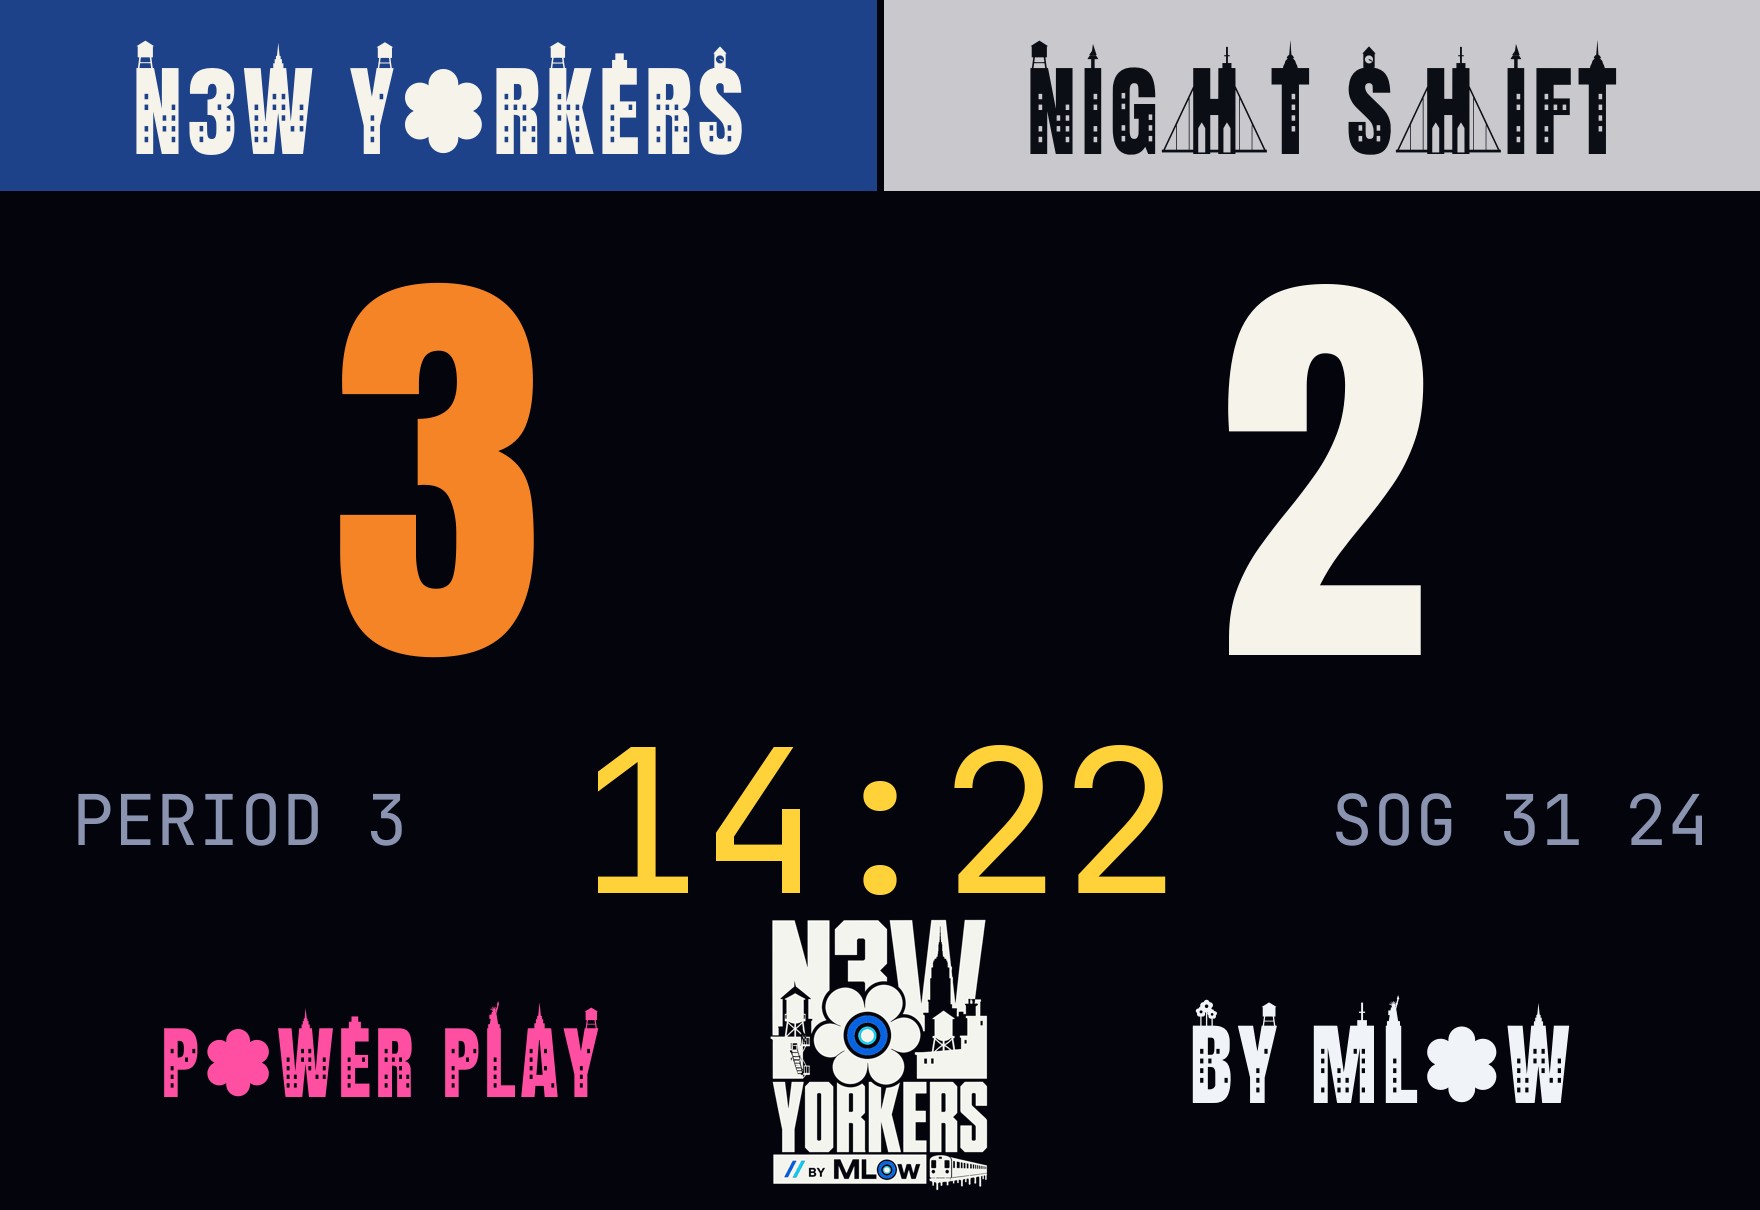 N3W YORKERS
NIGHT SHIFT
3
2
PERIOD 3
14:22
SOG 31 24
POWER PLAY
N3W
YORKERS
// BY MLOW
BY MLOW